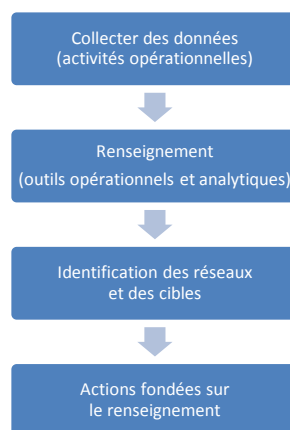 Collecter des données
(activités opérationnelles)
Renseignement
(outils opérationnels et analytiques)
Identification des réseaux
et des cibles
Actions fondées sur
le renseignement